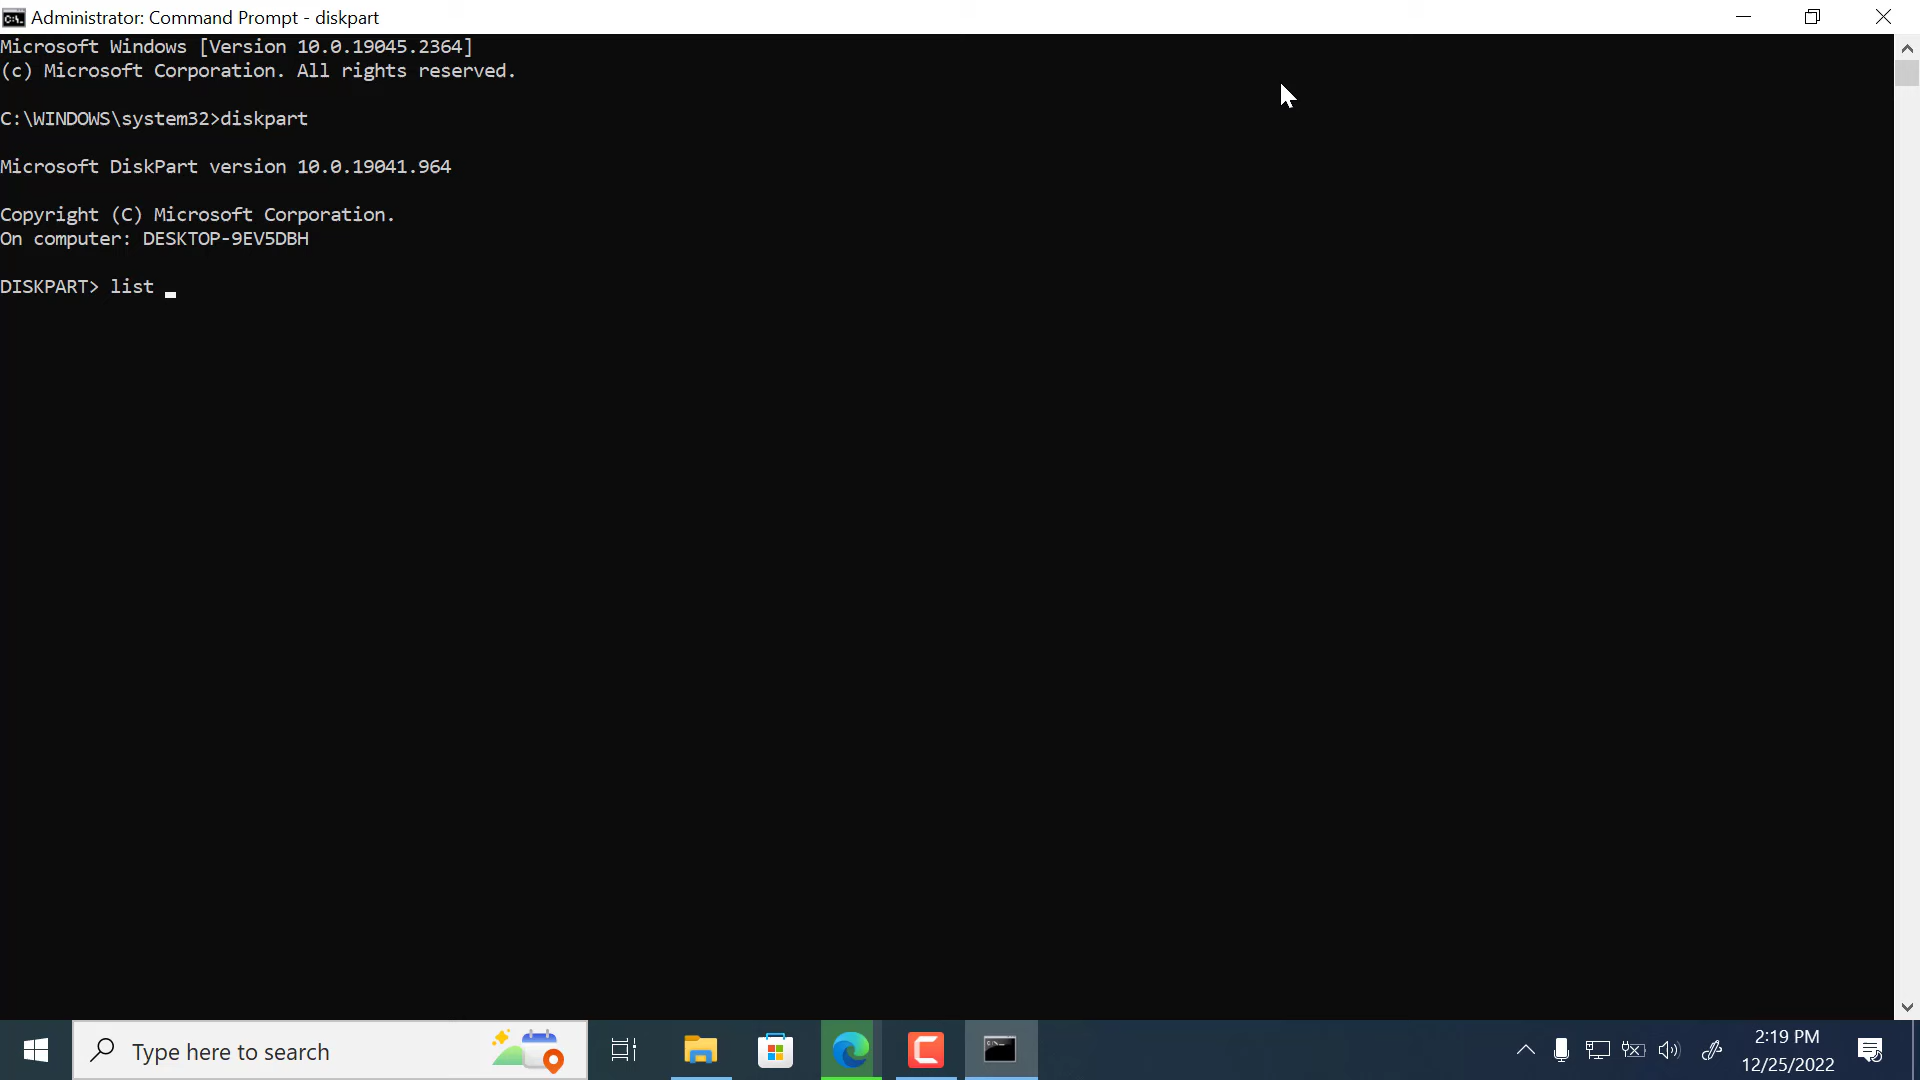 Administrator: Command Prompt - diskpart
Microsoft Windows [Version 10.0.19045.2364]
(c) Microsoft Corporation. All rights reserved.
C:\WINDOWS\system32>diskpart
Microsoft DiskPart version 10.0.19041.964
Copyright (C) Microsoft Corporation.
On computer: DESKTOP-9EV5DBH
DISKPART> list
Type here to search
2:19 PM
12/25/2022